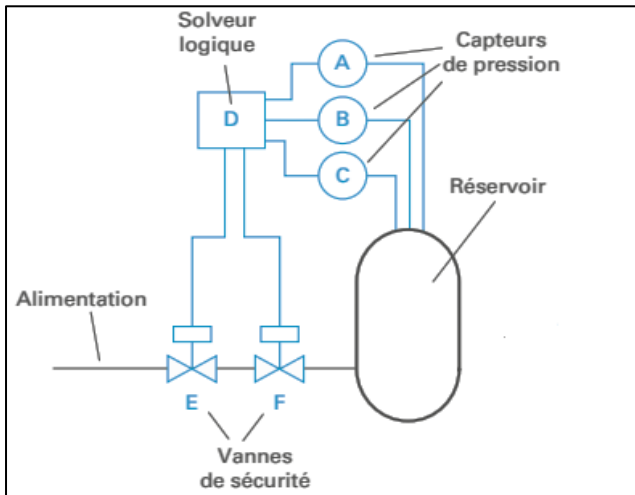 Solveur
logique
Capteurs
de pression
A
B
C
D
Réservoir
Alimentation
E
F
Vannes
de sécurité